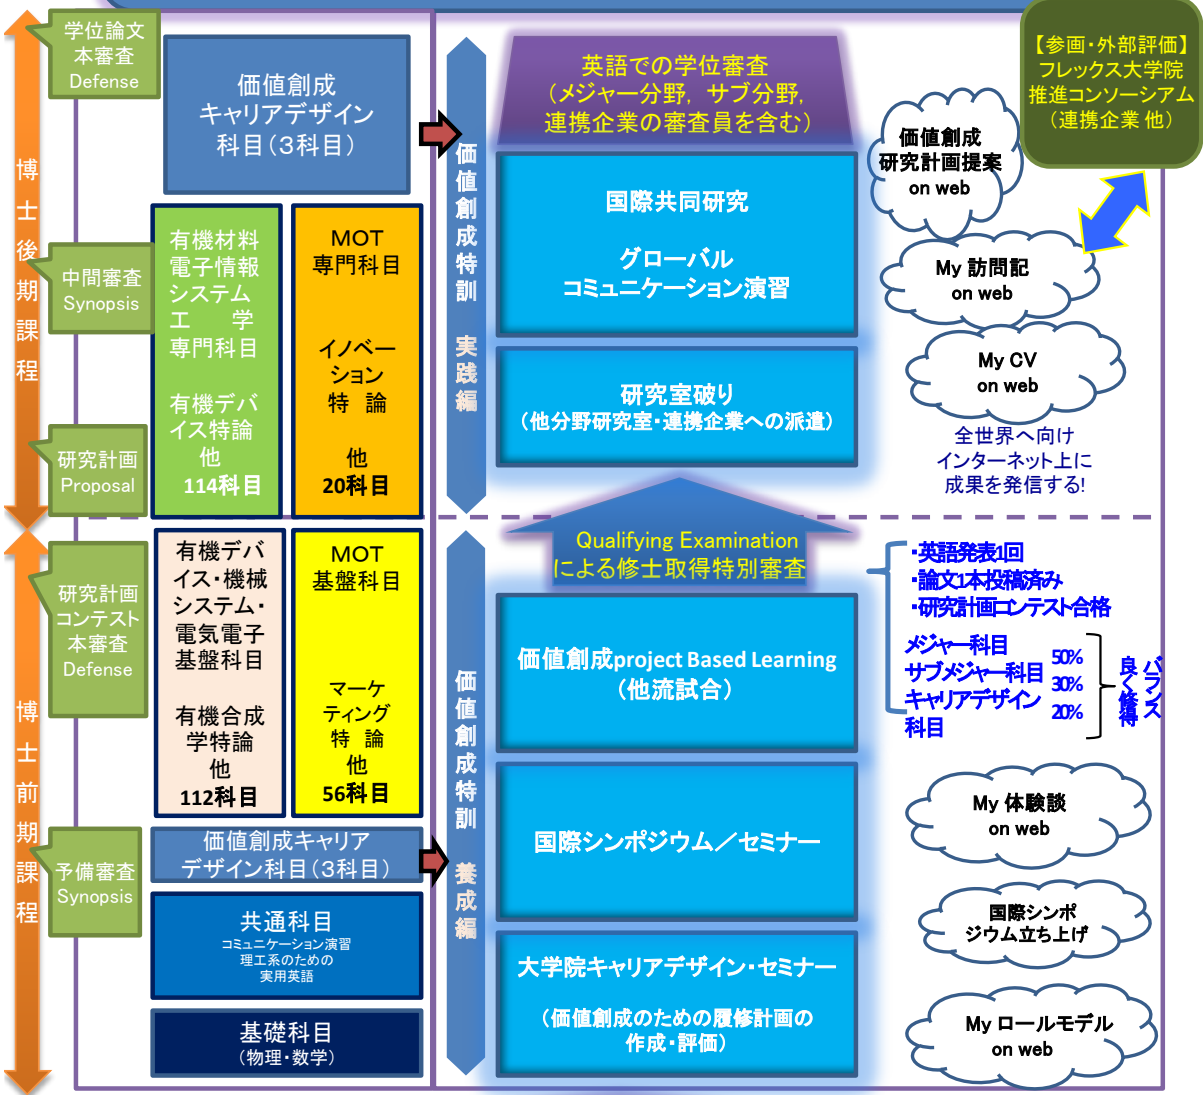 学位論文
本審査
Defense
価値創成
キャリアデザイン
科目（３科目）
英語での学位審査
（メジャー分野，サブ分野，
連携企業の審査員を含む）
【参画・外部評価】
フレックス大学院
推進コンソーシアム
（連携企業 他）
博士後期課程
中間審査
Synopsis
研究計画
Proposal
有機材料
電子情報
システム
工　学
専門科目
有機デバ
イス特論
他
114科目
MOT
専門科目
イノベー
ション
特　論
他
20科目
価値創成特訓　実践編
国際共同研究
グローバル
コミュニケーション演習
研究室破り
（他分野研究室・連携企業への派遣）
価値創成
研究計画提案
on web
My 訪問記
on web
My CV
on web
全世界へ向け
インターネット上に
成果を発信する！
Qualifying Examination
による修士取得特別審査
博士前期課程
研究計画
コンテスト
本審査
Defense
予備審査
Synopsis
有機デバ
イス・機械
システム・
電気電子
基盤科目
有機合成
学特論
他
112科目
MOT
基盤科目
マーケ
ティング
特　論
他
56科目
価値創成キャリア
デザイン科目（３科目）
共通科目
コミュニケーション演習
理工系のための
実用英語
基礎科目
（物理・数学）
価値創成特訓　養成編
価値創成project Based Learning
（他流試合）
国際シンポジウム／セミナー
大学院キャリアデザイン・セミナー
（価値創成のための履修計画の
作成・評価）
・英語発表1回
・論文1本投稿済み
・研究計画コンテスト合格
メジャー科目 50%
サブメジャー科目 30%
キャリアデザイン
科目 20%
バランス
良く修得
My 体験談
on web
国際シンポ
ジウム立ち上げ
My ロールモデル
on web